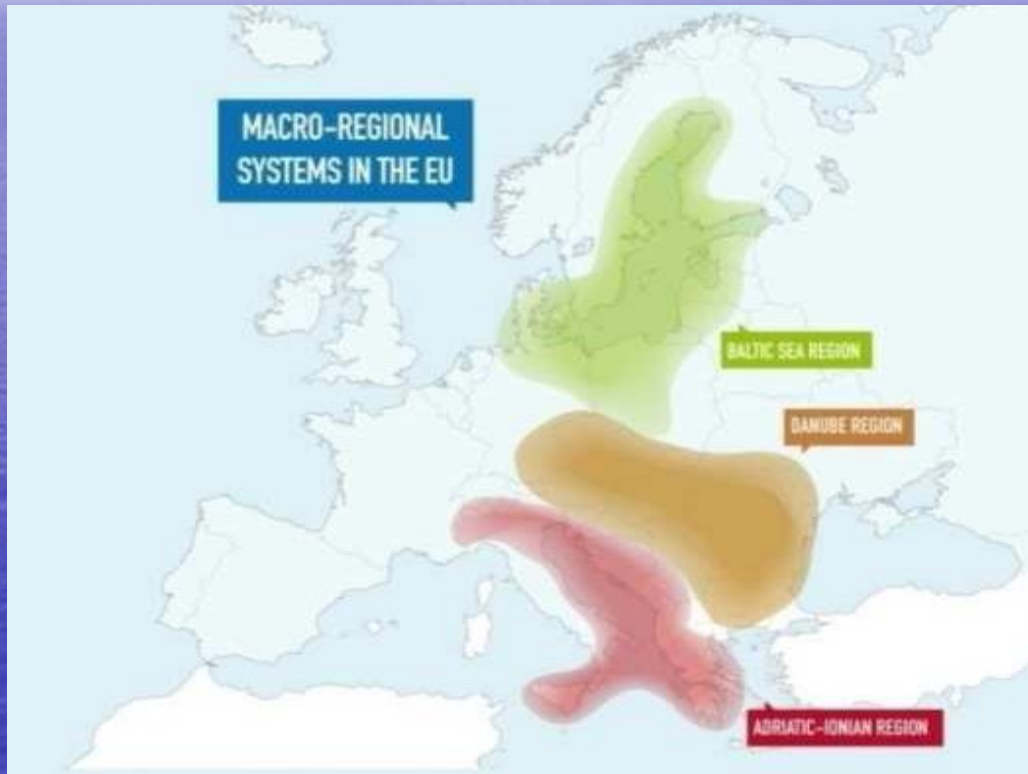 MACRO-REGIONAL
SYSTEMS IN THE EU
BALTIC SEA REGION
DANUBE REGION
ADRIATIC-IONIAN REGION